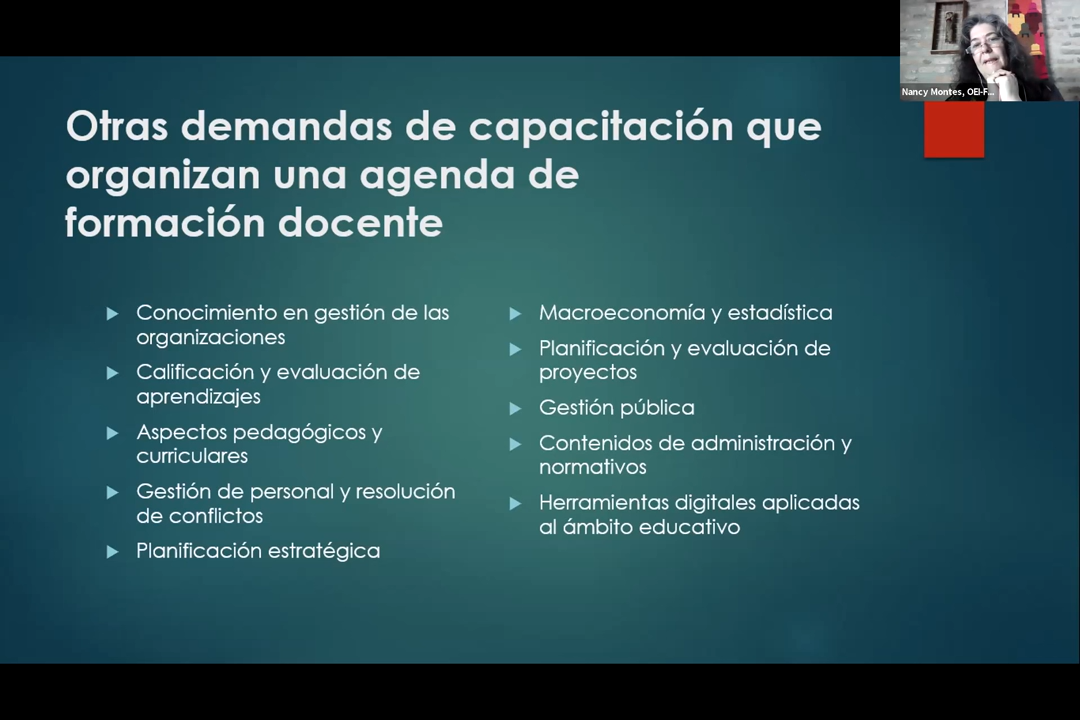 Nancy Montes, OEI-F...
Otras demandas de capacitación que
organizan una agenda de
formación docente
Conocimiento en gestión de las
organizaciones
Calificación y evaluación de
aprendizajes
Aspectos pedagógicos y
curriculares
Gestión de personal y resolución
de conflictos
Planificación estratégica
Macroeconomía y estadística
Planificación y evaluación de
proyectos
Gestión pública
Contenidos de administración y
normativos
Herramientas digitales aplicadas
al ámbito educativo